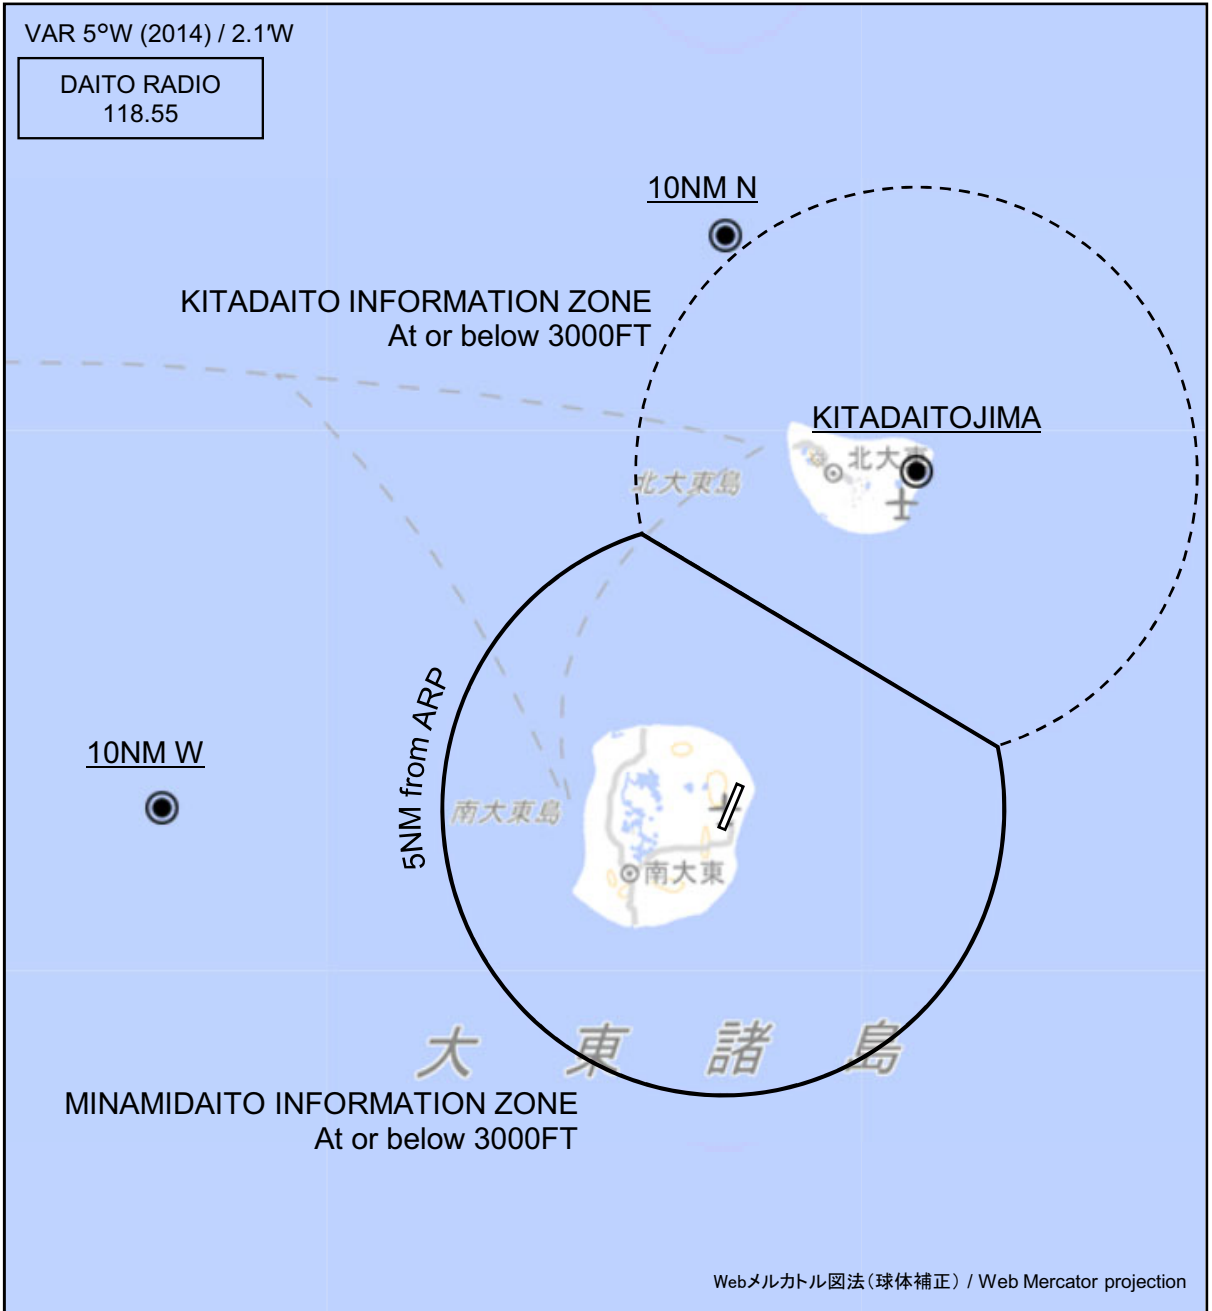 VAR 5°W (2014) / 2.1'W
DAITO RADIO
118.55
10NM N
KITADAITO INFORMATION ZONE
At or below 3000FT
KITADAITOJIMA
北大東
北大東島
5NM from ARP
10NM W
南大東島
南大東
大東諸島
MINAMIDAITO INFORMATION ZONE
At or below 3000FT
Webメルカトル図法（球体補正） / Web Mercator projection